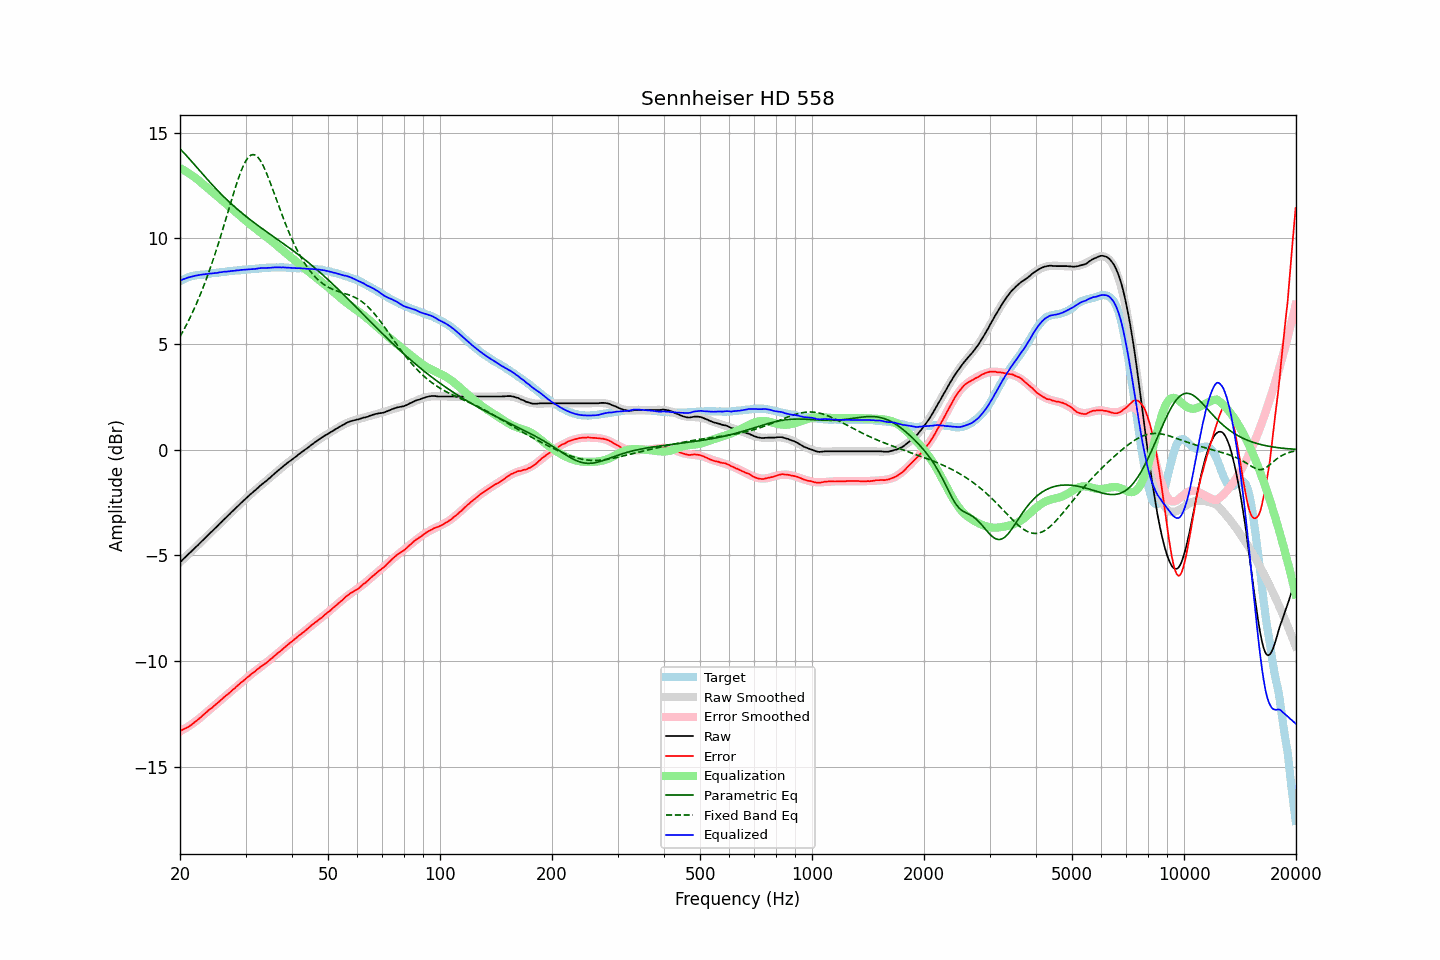 Sennheiser HD 558
15
10
5
0
−5
−10
−15
Amplitude (dBr)
20
50
100
200
500
1000
2000
5000
10000
20000
Frequency (Hz)
Target
Raw Smoothed
Error Smoothed
Raw
Error
Equalization
Parametric Eq
Fixed Band Eq
Equalized